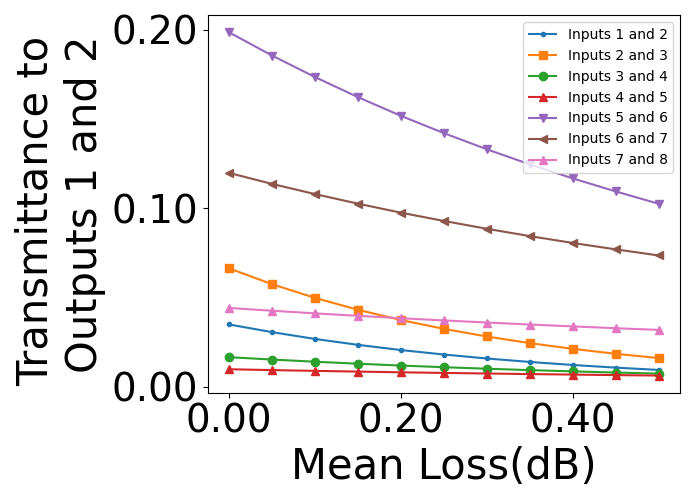 Transmittance to
Outputs 1 and 2
0.20
0.10
0.00
0.00 0.20 0.40
Mean Loss(dB)
Inputs 1 and 2
Inputs 2 and 3
Inputs 3 and 4
Inputs 4 and 5
Inputs 5 and 6
Inputs 6 and 7
Inputs 7 and 8